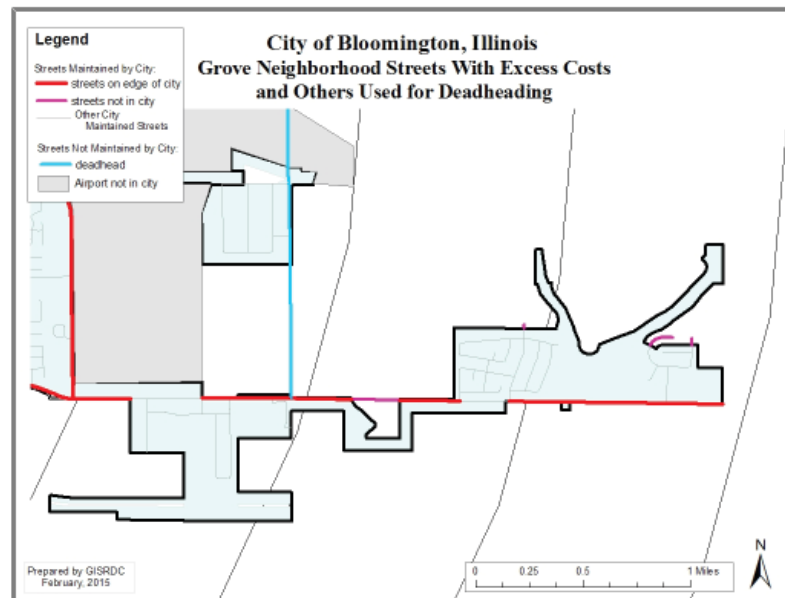 Legend
Streets Maintained by City:
streets on edge of city
streets not in city
Other City
Maintained Streets
Streets Not Maintained by City:
deadhead
Airport not in city
City of Bloomington, Illinois
Grove Neighborhood Streets With Excess Costs
and Others Used for Deadheading
Prepared by GISRDC
February, 2015
0 0.25 0.5 1 Miles
N